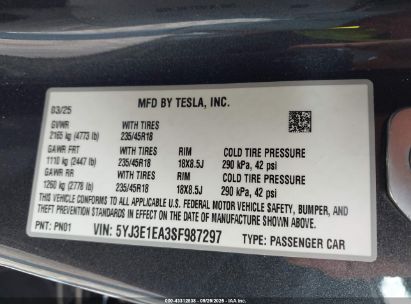 MFD BY TESLA, INC.
03/25
GVWR WITH TIRES
2165 kg (4773 lb) 235/45R18
GAWR FRT WITH TIRES RIM COLD TIRE PRESSURE
1110 kg (2447 lb) 235/45R18 18X8.5J 290 kPa, 42 psi
GAWR RR WITH TIRES RIM COLD TIRE PRESSURE
1260 kg (2778 lb) 235/45R18 18X8.5J 290 kPa, 42 psi
THIS VEHICLE CONFORMS TO ALL APPLICABLE FEDERAL MOTOR VEHICLE SAFETY, BUMPER, AND
THEFT PREVENTION STANDARDS IN EFFECT ON THE DATE OF MANUFACTURE SHOWN ABOVE.
PNT: PN01 VIN: 5YJ3E1EA3SF987297 TYPE: PASSENGER CAR